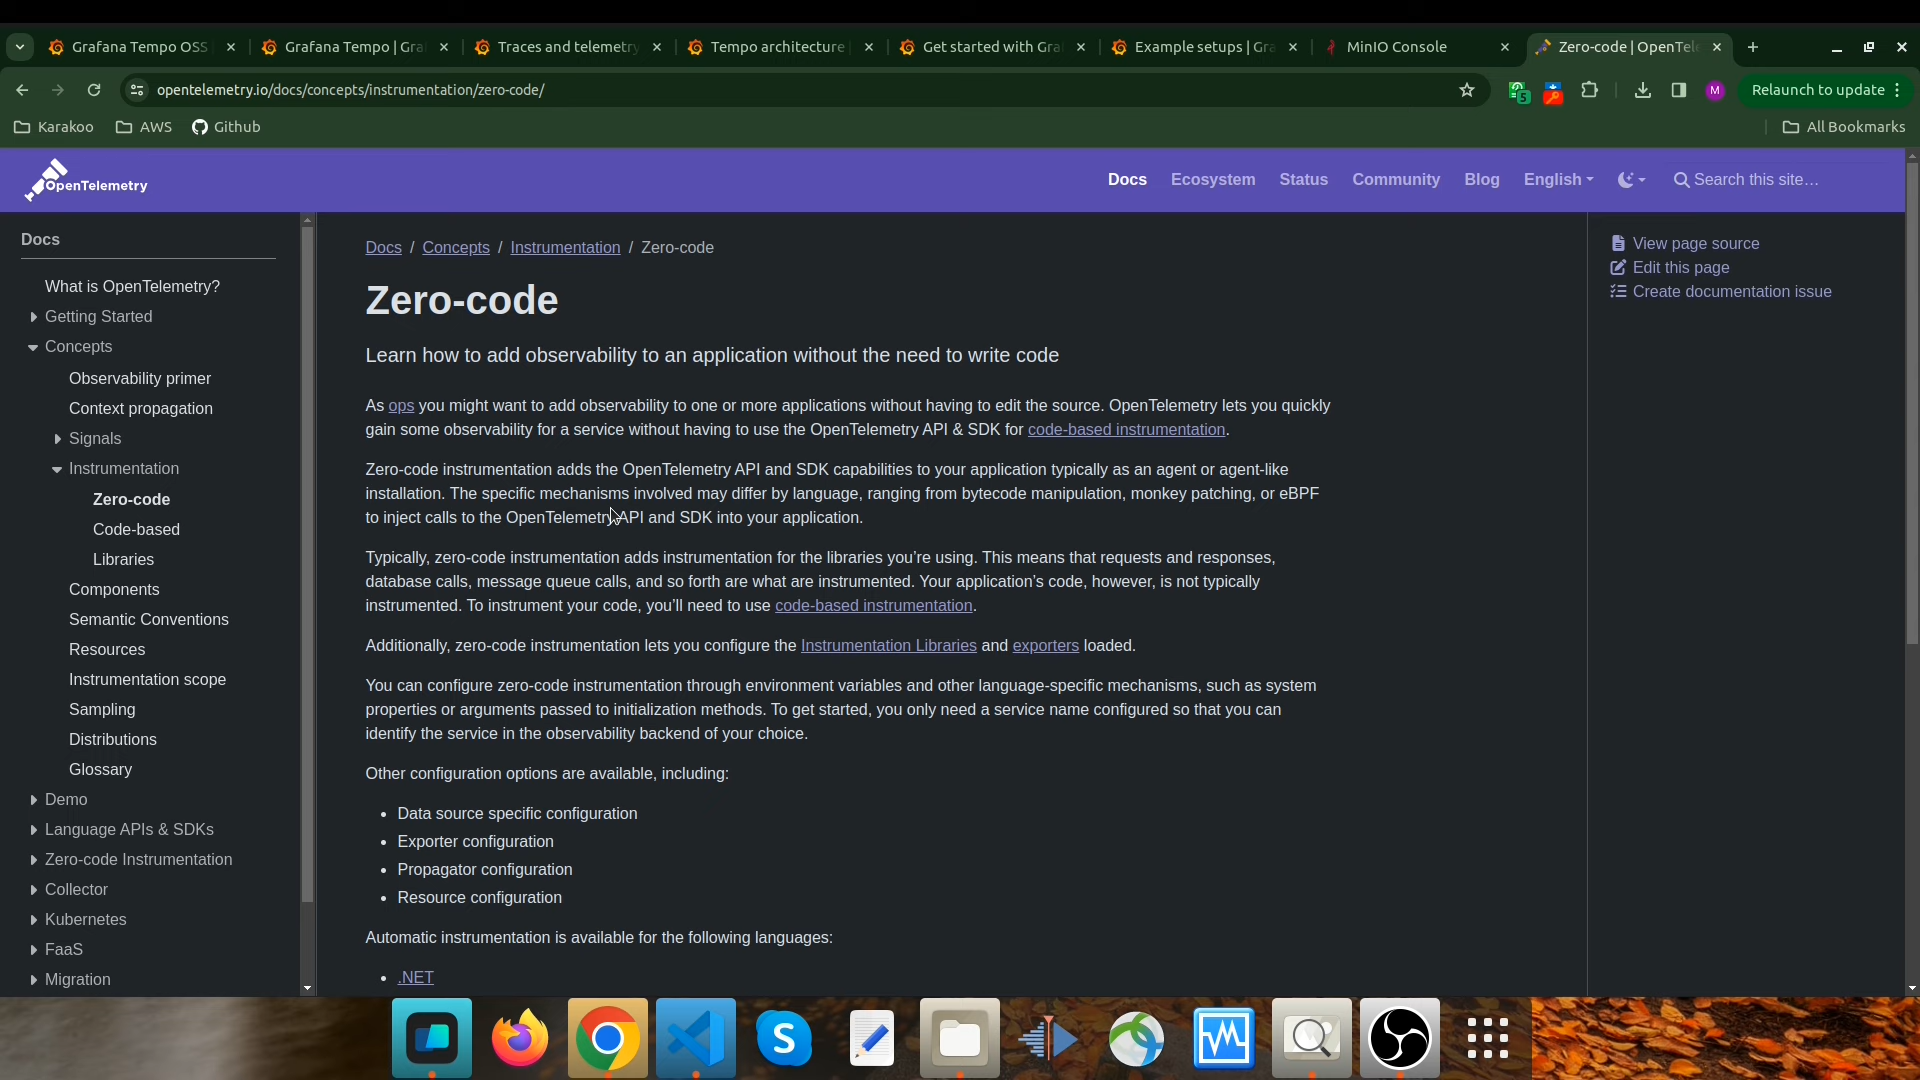 Grafana Tempo OSS
Grafana Tempo | Gra
Traces and telemetry
Tempo architecture
Get started with Gra
Example setups | Gra
MinIO Console
Zero-code | OpenTel
opentelemetry.io/docs/concepts/instrumentation/zero-code/
5
M
Relaunch to update
Karakoo
AWS
Github
All Bookmarks
OpenTelemetry
Docs
Ecosystem
Status
Community
Blog
English
Search this site…
Docs
What is OpenTelemetry?
Getting Started
Concepts
Observability primer
Context propagation
Signals
Instrumentation
Zero-code
Code-based
Libraries
Components
Semantic Conventions
Resources
Instrumentation scope
Sampling
Distributions
Glossary
Demo
Language APIs & SDKs
Zero-code Instrumentation
Collector
Kubernetes
FaaS
Migration
Docs / Concepts / Instrumentation / Zero-code
Zero-code
Learn how to add observability to an application without the need to write code
As ops you might want to add observability to one or more applications without having to edit the source. OpenTelemetry lets you quickly
gain some observability for a service without having to use the OpenTelemetry API & SDK for code-based instrumentation.
Zero-code instrumentation adds the OpenTelemetry API and SDK capabilities to your application typically as an agent or agent-like
installation. The specific mechanisms involved may differ by language, ranging from bytecode manipulation, monkey patching, or eBPF
to inject calls to the OpenTelemetry API and SDK into your application.
Typically, zero-code instrumentation adds instrumentation for the libraries you’re using. This means that requests and responses,
database calls, message queue calls, and so forth are what are instrumented. Your application’s code, however, is not typically
instrumented. To instrument your code, you’ll need to use code-based instrumentation.
Additionally, zero-code instrumentation lets you configure the Instrumentation Libraries and exporters loaded.
You can configure zero-code instrumentation through environment variables and other language-specific mechanisms, such as system
properties or arguments passed to initialization methods. To get started, you only need a service name configured so that you can
identify the service in the observability backend of your choice.
Other configuration options are available, including:
• Data source specific configuration
• Exporter configuration
• Propagator configuration
• Resource configuration
Automatic instrumentation is available for the following languages:
• .NET
View page source
Edit this page
Create documentation issue
S